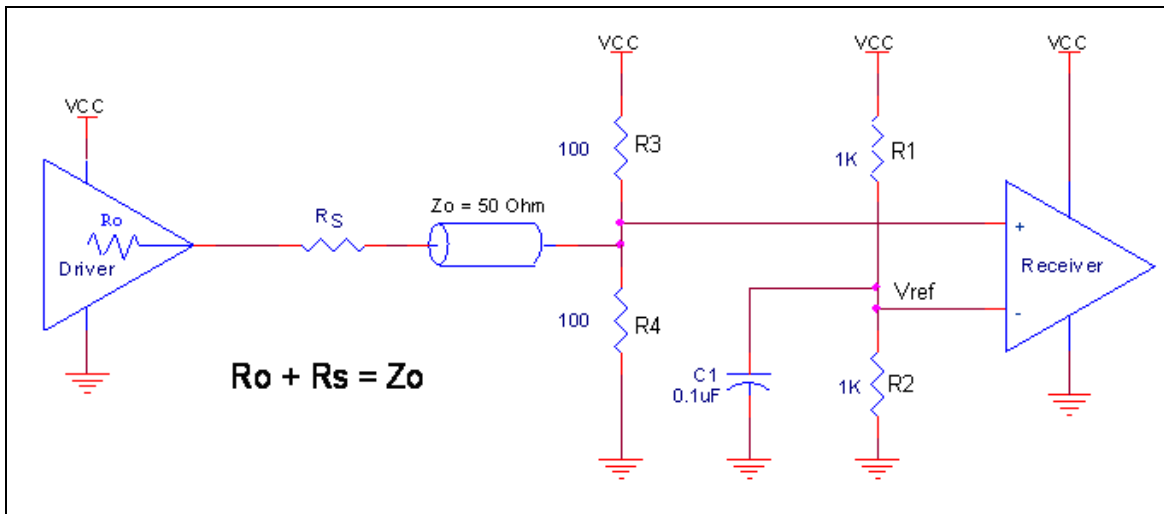 VCC
VCC
VCC
VCC
R3
100
1K
R1
Ro
Driver
RS
Zo = 50 Ohm
+
Receiver
Vref
-
100
R4
Ro + Rs = Zo
C1
0.1uF
1K
R2